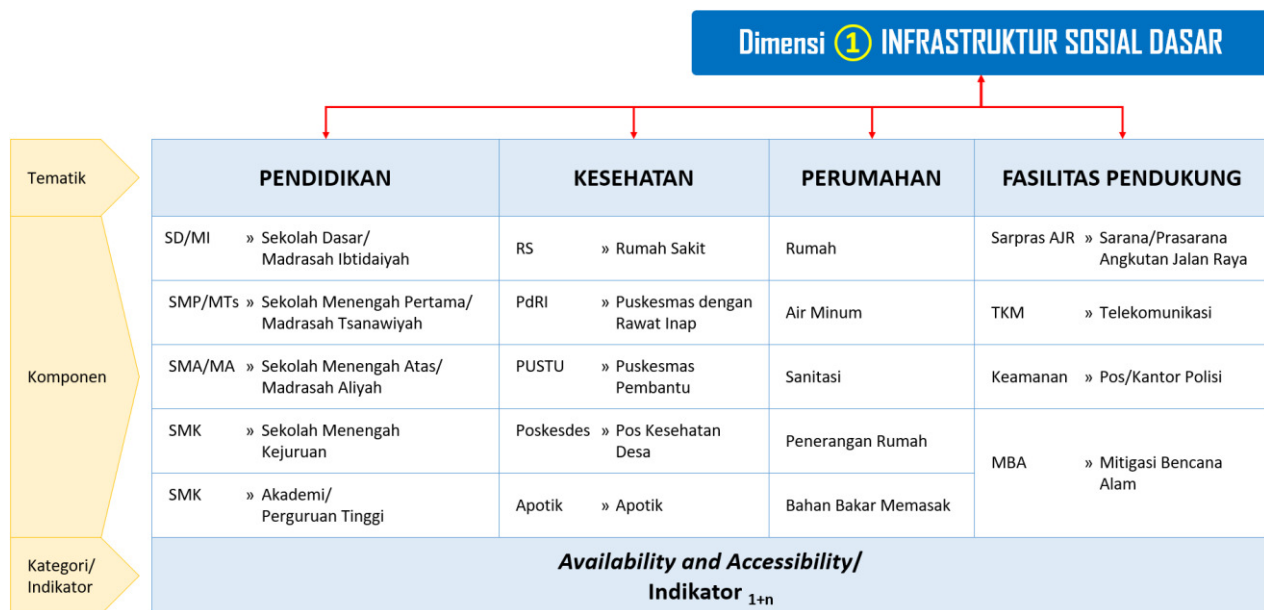 Dimensi 1 INFRASTRUKTUR SOSIAL DASAR
Tematik
PENDIDIKAN
KESEHATAN
PERUMAHAN
FASILITAS PENDUKUNG
Komponen
SD/MI » Sekolah Dasar/
Madrasah Ibtidaiyah
RS » Rumah Sakit
Rumah
Sarpras AJR » Sarana/Prasarana
Angkutan Jalan Raya
SMP/MTs » Sekolah Menengah Pertama/
Madrasah Tsanawiyah
PdRI » Puskesmas dengan
Rawat Inap
Air Minum
TKM » Telekomunikasi
SMA/MA » Sekolah Menengah Atas/
Madrasah Aliyah
PUSTU » Puskesmas
Pembantu
Sanitasi
Keamanan » Pos/Kantor Polisi
SMK » Sekolah Menengah
Kejuruan
Poskesdes » Pos Kesehatan
Desa
Penerangan Rumah
MBA » Mitigasi Bencana
Alam
SMK » Akademi/
Perguruan Tinggi
Apotik » Apotik
Bahan Bakar Memasak
Kategori/
Indikator
Availability and Accessibility/
Indikator 1+n